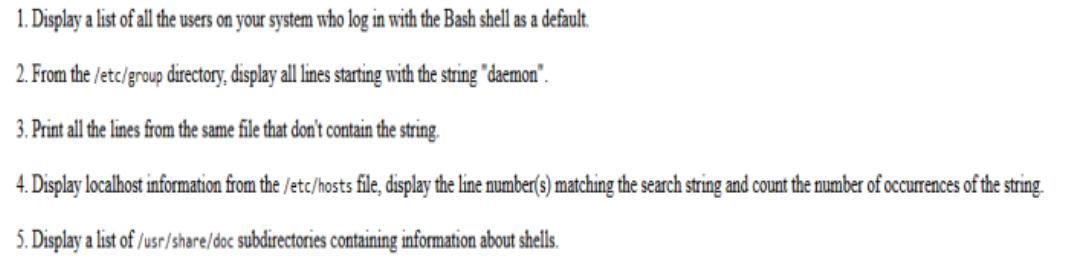 1. Display a list of all the users on your system who log in with the Bash shell as a default.
2. From the /etc/group directory, display all lines starting with the string "daemon".
3. Print all the lines from the same file that don't contain the string.
4. Display localhost information from the /etc/hosts file, display the line number(s) matching the search string and count the number of occurrences of the string.
5. Display a list of /usr/share/doc subdirectories containing information about shells.